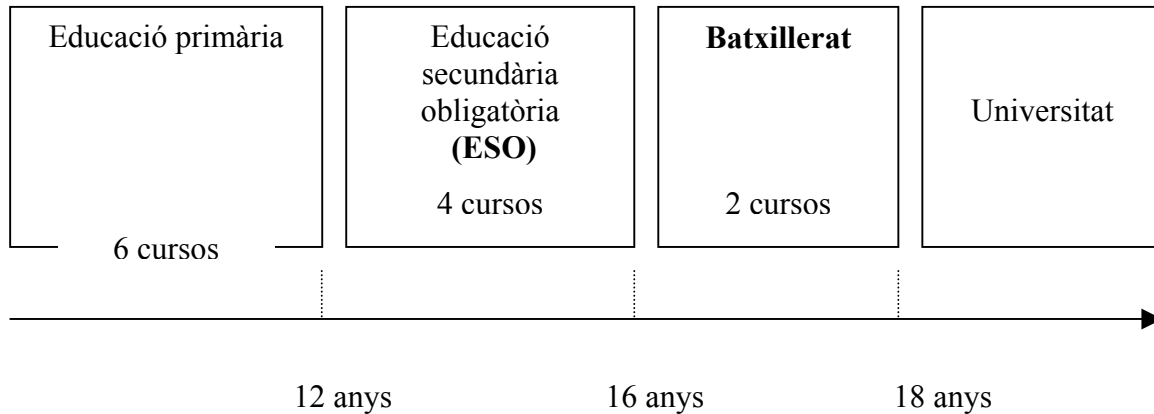 Educació primària
6 cursos
Educació
secundària
obligatòria
(ESO)
4 cursos
Batxillerat
2 cursos
Universitat
12 anys
16 anys
18 anys